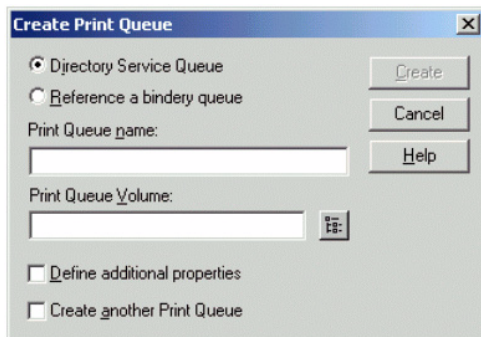 Create Print Queue
Directory Service Queue
Reference a bindery queue
Print Queue name:
Print Queue Volume:
Define additional properties
Create another Print Queue
Create
Cancel
Help